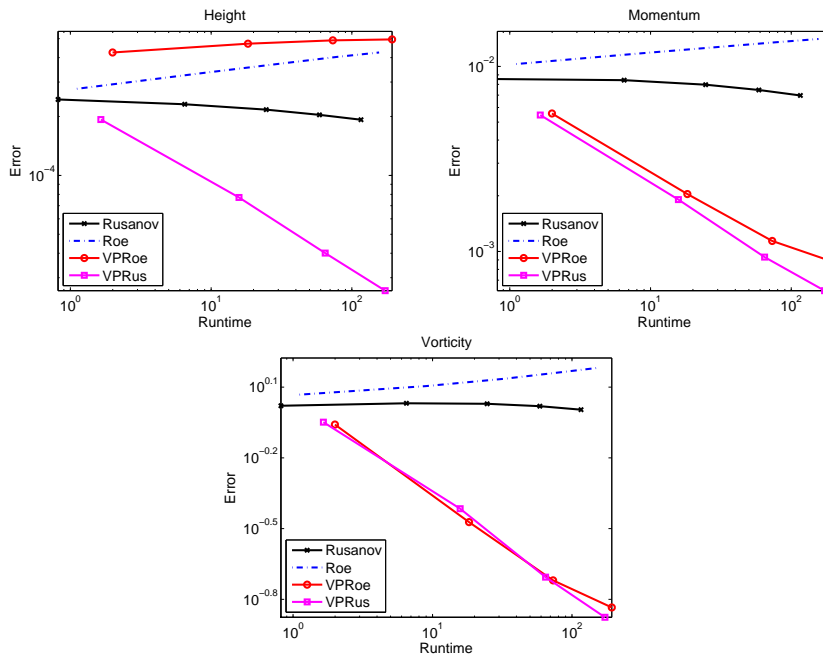 Height
Error
10^-4
Rusanov
Roe
VPRoe
VPRus
10^0
10^1
10^2
Runtime
Momentum
Error
10^-2
10^-3
Rusanov
Roe
VPRoe
VPRus
10^0
10^1
10^2
Runtime
Vorticity
Error
10^0.1
10^-0.2
10^-0.5
10^-0.8
Rusanov
Roe
VPRoe
VPRus
10^0
10^1
10^2
Runtime